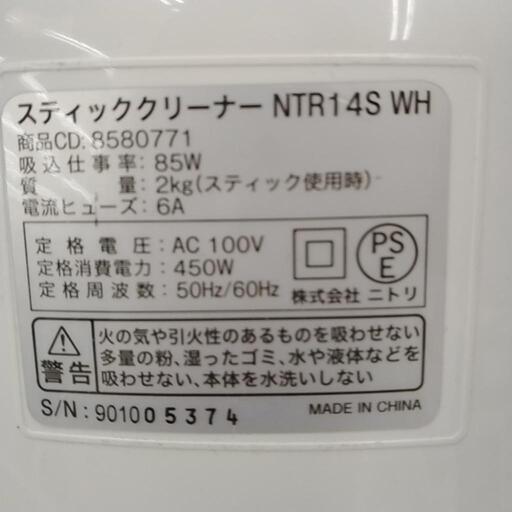 スティッククリーナー NTR14S WH
商品CD: 8580771
吸込仕事率: 85W
質　　　量: 2kg(スティック使用時)
電流ヒューズ: 6A
定 格 電 圧 : AC 100V
定格消費電力 : 450W
定 格 周 波 数 : 50Hz/60Hz
PS
E
株式会社 ニトリ
警告
火の気や引火性のあるものを吸わせない
多量の粉、湿ったゴミ、水や液体などを
吸わせない、本体を水洗いしない
S/N: 901005374
MADE IN CHINA